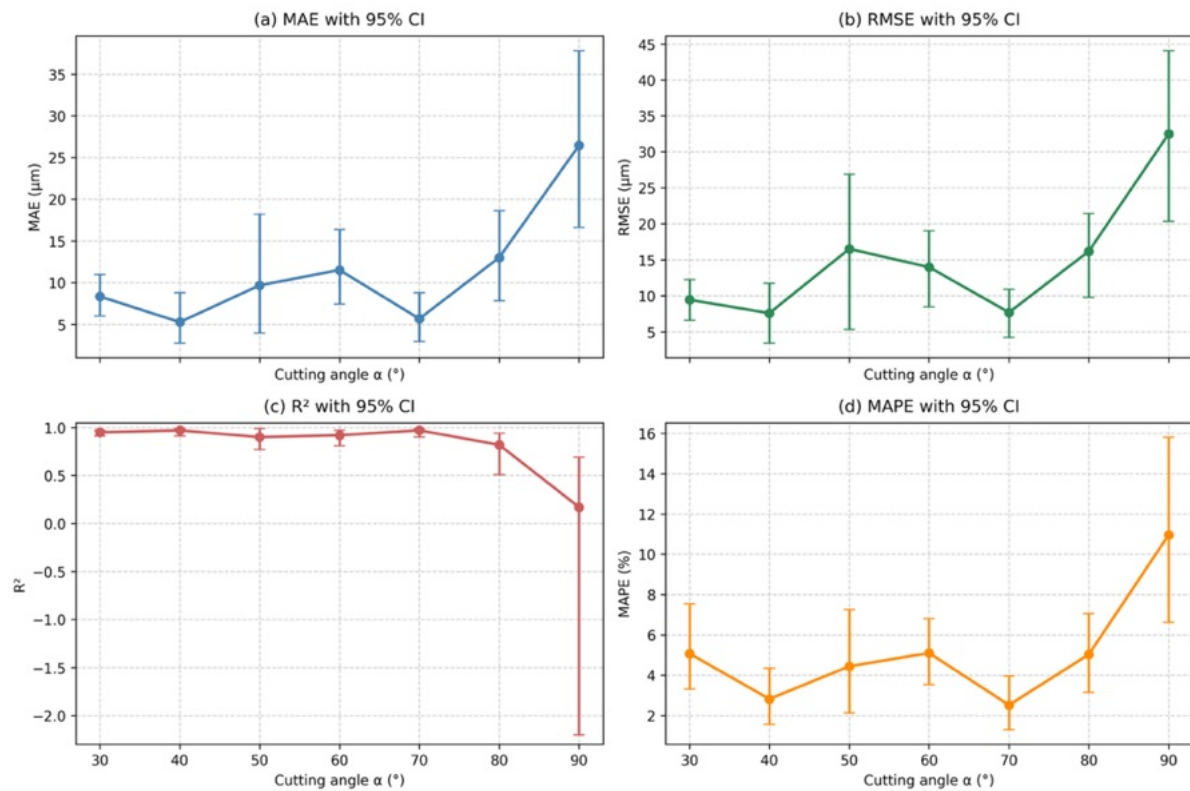 (a) MAE with 95% CI
MAE (μm)
35
30
25
20
15
10
5
Cutting angle α (°)
(b) RMSE with 95% CI
RMSE (μm)
45
40
35
30
25
20
15
10
5
Cutting angle α (°)
(c) R² with 95% CI
R²
1.0
0.5
0.0
−0.5
−1.0
−1.5
−2.0
30 40 50 60 70 80 90
Cutting angle α (°)
(d) MAPE with 95% CI
MAPE (%)
16
14
12
10
8
6
4
2
30 40 50 60 70 80 90
Cutting angle α (°)